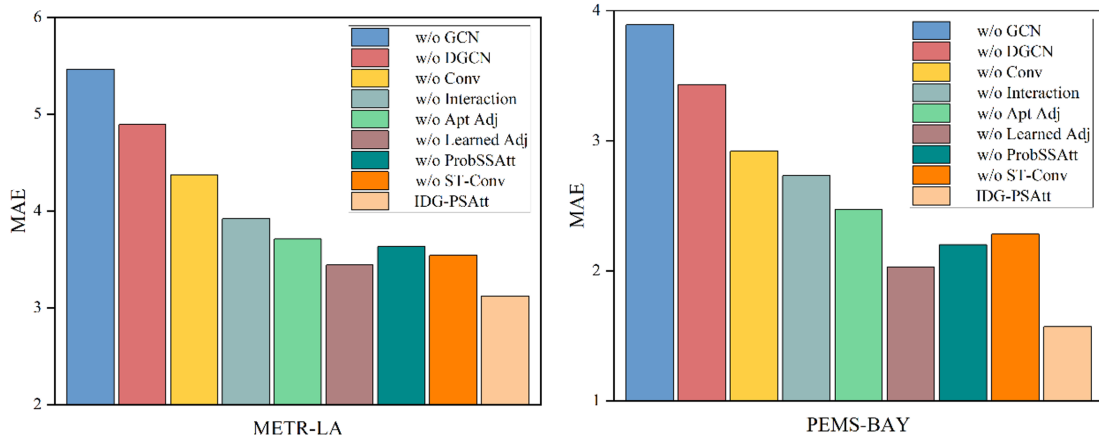 6
5
4
3
2
MAE
w/o GCN
w/o DGCN
w/o Conv
w/o Interaction
w/o Apt Adj
w/o Learned Adj
w/o ProbSSAtt
w/o ST-Conv
IDG-PSAtt
METR-LA
4
3
2
1
MAE
w/o GCN
w/o DGCN
w/o Conv
w/o Interaction
w/o Apt Adj
w/o Learned Adj
w/o ProbSSAtt
w/o ST-Conv
IDG-PSAtt
PEMS-BAY